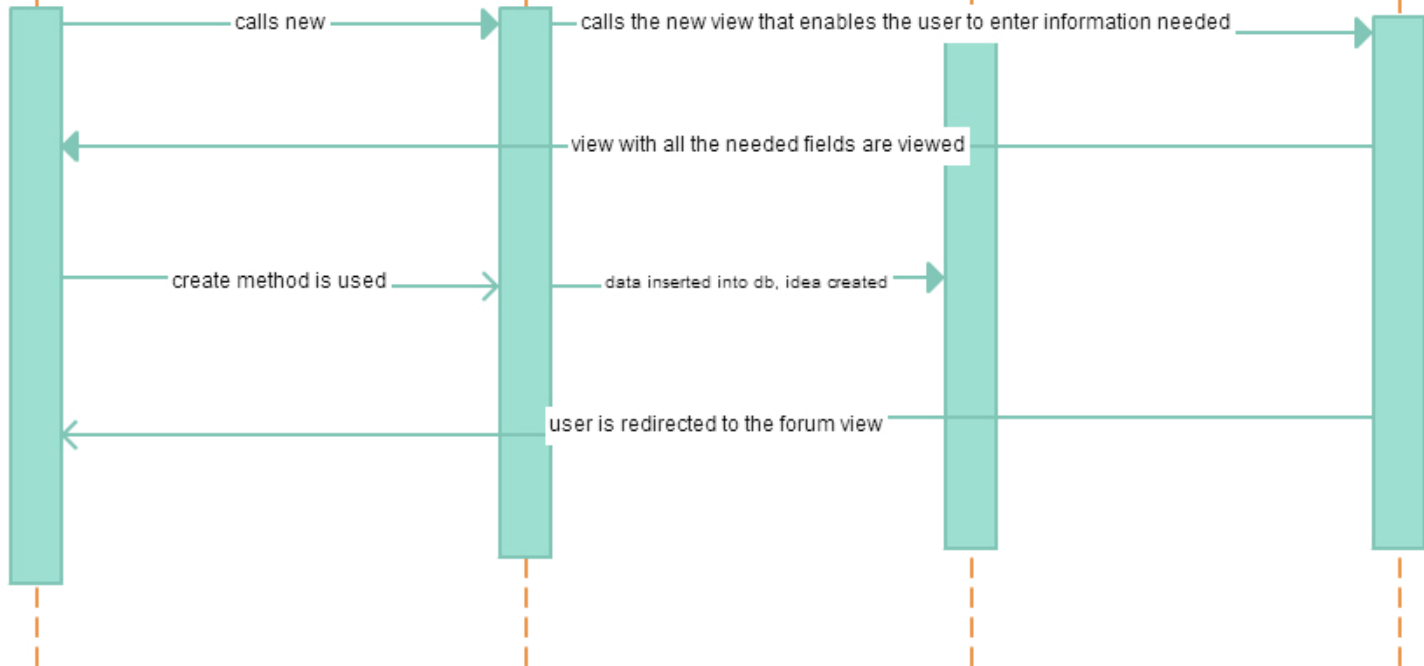 calls new
calls the new view that enables the user to enter information needed
view with all the needed fields are viewed
create method is used
data inserted into db, idea created
user is redirected to the forum view